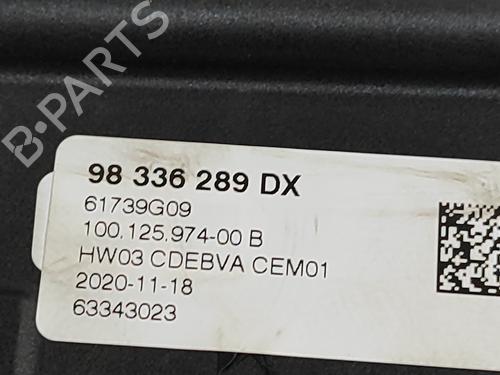 B-PARTS
98 336 289 DX
61739G09
100.125.974-00 B
HW03 CDEBVA CEM01
2020-11-18
63343023